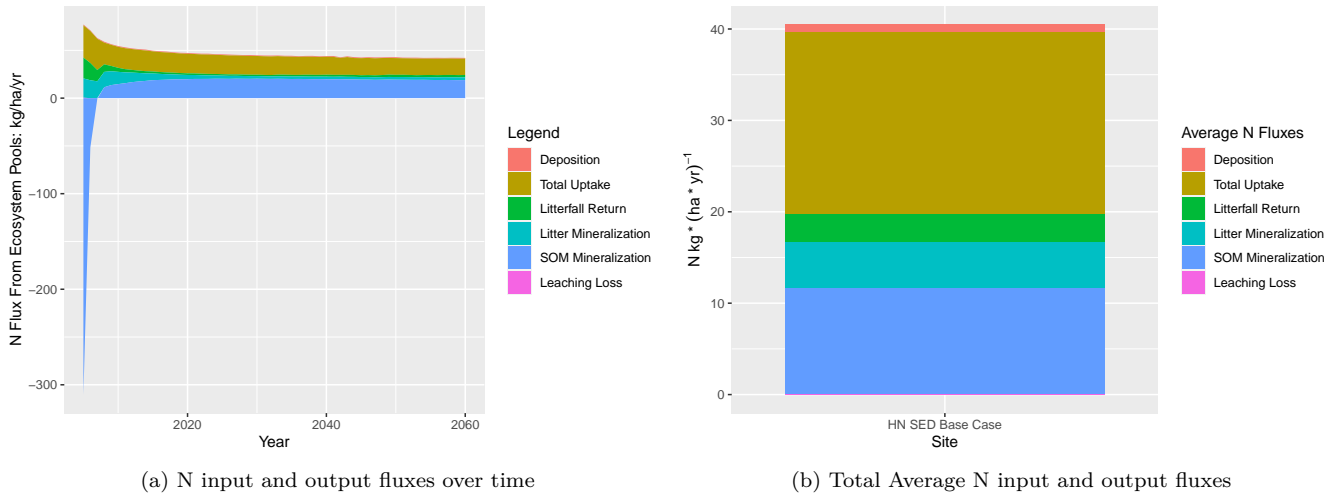 N Flux From Ecosystem Pools: kg/ha/yr
0
−100
−200
−300
2020
2040
2060
Year
Legend
Deposition
Total Uptake
Litterfall Return
Litter Mineralization
SOM Mineralization
Leaching Loss
(a) N input and output fluxes over time
N kg * (ha * yr)⁻¹
40
30
20
10
0
HN SED Base Case
Site
Average N Fluxes
Deposition
Total Uptake
Litterfall Return
Litter Mineralization
SOM Mineralization
Leaching Loss
(b) Total Average N input and output fluxes